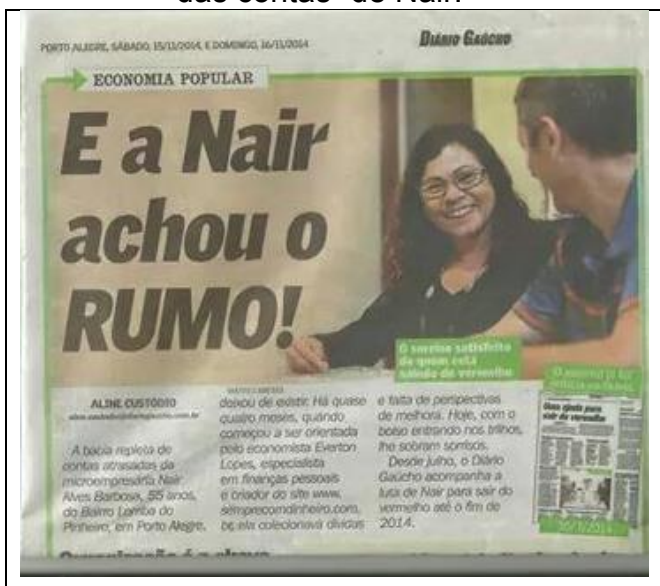 das contas" de Nair.
PORTO ALEGRE, SÁBADO, 15/11/2014, E DOMINGO, 16/11/2014
DIÁRIO GAÚCHO
ECONOMIA POPULAR
E a Nair
achou o
RUMO!
O sorriso satisfeito
de quem está
saindo do vermelho
ALINE CUSTÓDIO
A bacia repleta de
contas atrasadas da
microempresária Nair
Alves Barbosa, 55 anos,
do Bairro Lomba do
Pinheiro, em Porto Alegre,
deixou de existir. Há quase
quatro meses, quando
começou a ser orientada
pelo economista Everton
Lopes, especialista
em finanças pessoais
e criador do site www.
semprecomdinheiro.com.
br, ela colecionava dívidas
e falta de perspectivas
de melhora. Hoje, com o
bolso entrando nos trilhos,
lhe sobram sorrisos.
Desde julho, o Diário
Gaúcho acompanha a
luta de Nair para sair do
vermelho até o fim de
2014.
Uma ajuda para
sair do vermelho